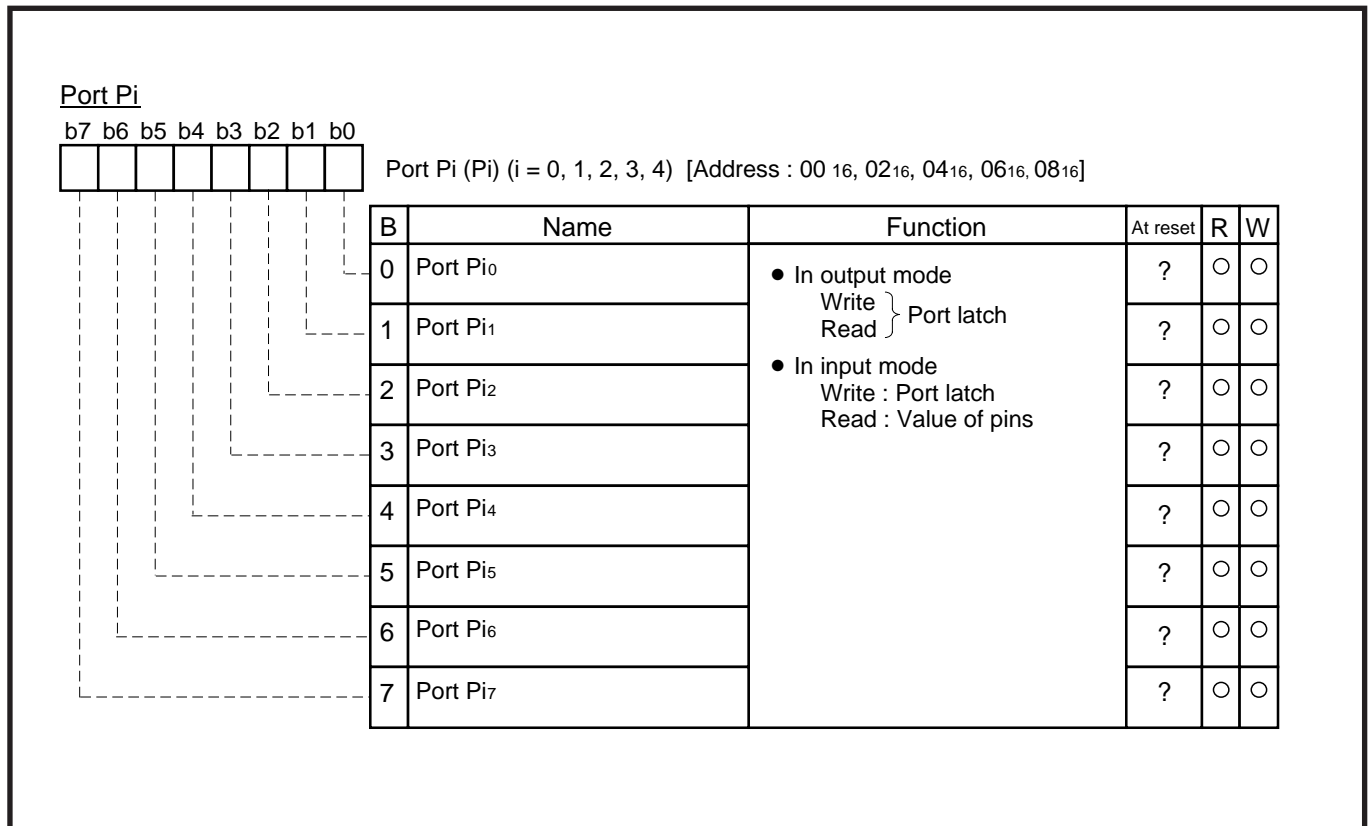 Port Pi
b7 b6 b5 b4 b3 b2 b1 b0
Port Pi (Pi) (i = 0, 1, 2, 3, 4) [Address : 00 16, 0216, 0416, 0616, 0816]
B Name Function At reset R W
0 Port Pi0 ? ○ ○
● In output mode
Write
Read } Port latch
1 Port Pi1 ? ○ ○
● In input mode
Write : Port latch
Read : Value of pins
2 Port Pi2 ? ○ ○
3 Port Pi3 ? ○ ○
4 Port Pi4 ? ○ ○
5 Port Pi5 ? ○ ○
6 Port Pi6 ? ○ ○
7 Port Pi7 ? ○ ○